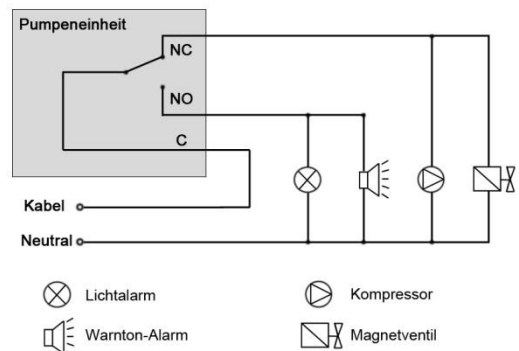 Pumpeneinheit
NC
NO
C
Kabel
Neutral
Lichtalarm
Kompressor
Warnton-Alarm
Magnetventil